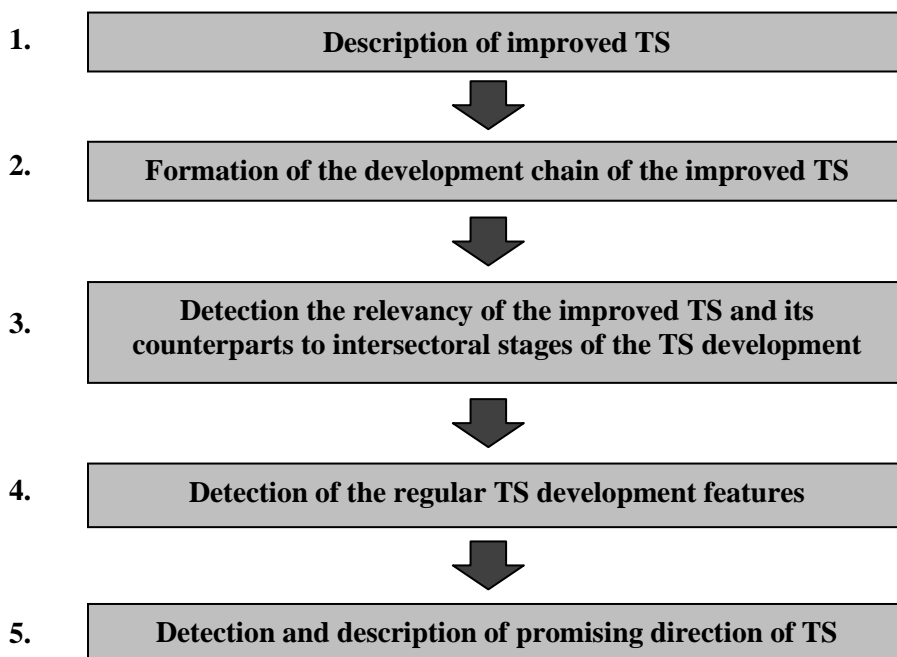 1. Description of improved TS
2. Formation of the development chain of the improved TS
3. Detection the relevancy of the improved TS and its
counterparts to intersectoral stages of the TS development
4. Detection of the regular TS development features
5. Detection and description of promising direction of TS